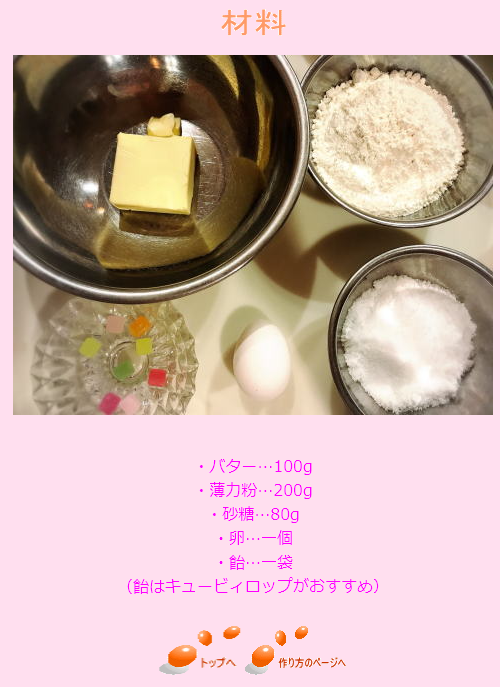 材料
・バター…100g
・薄力粉…200g
・砂糖…80g
・卵…一個
・飴…一袋
（飴はキュービィロップがおすすめ）
トップへ
作り方のページへ